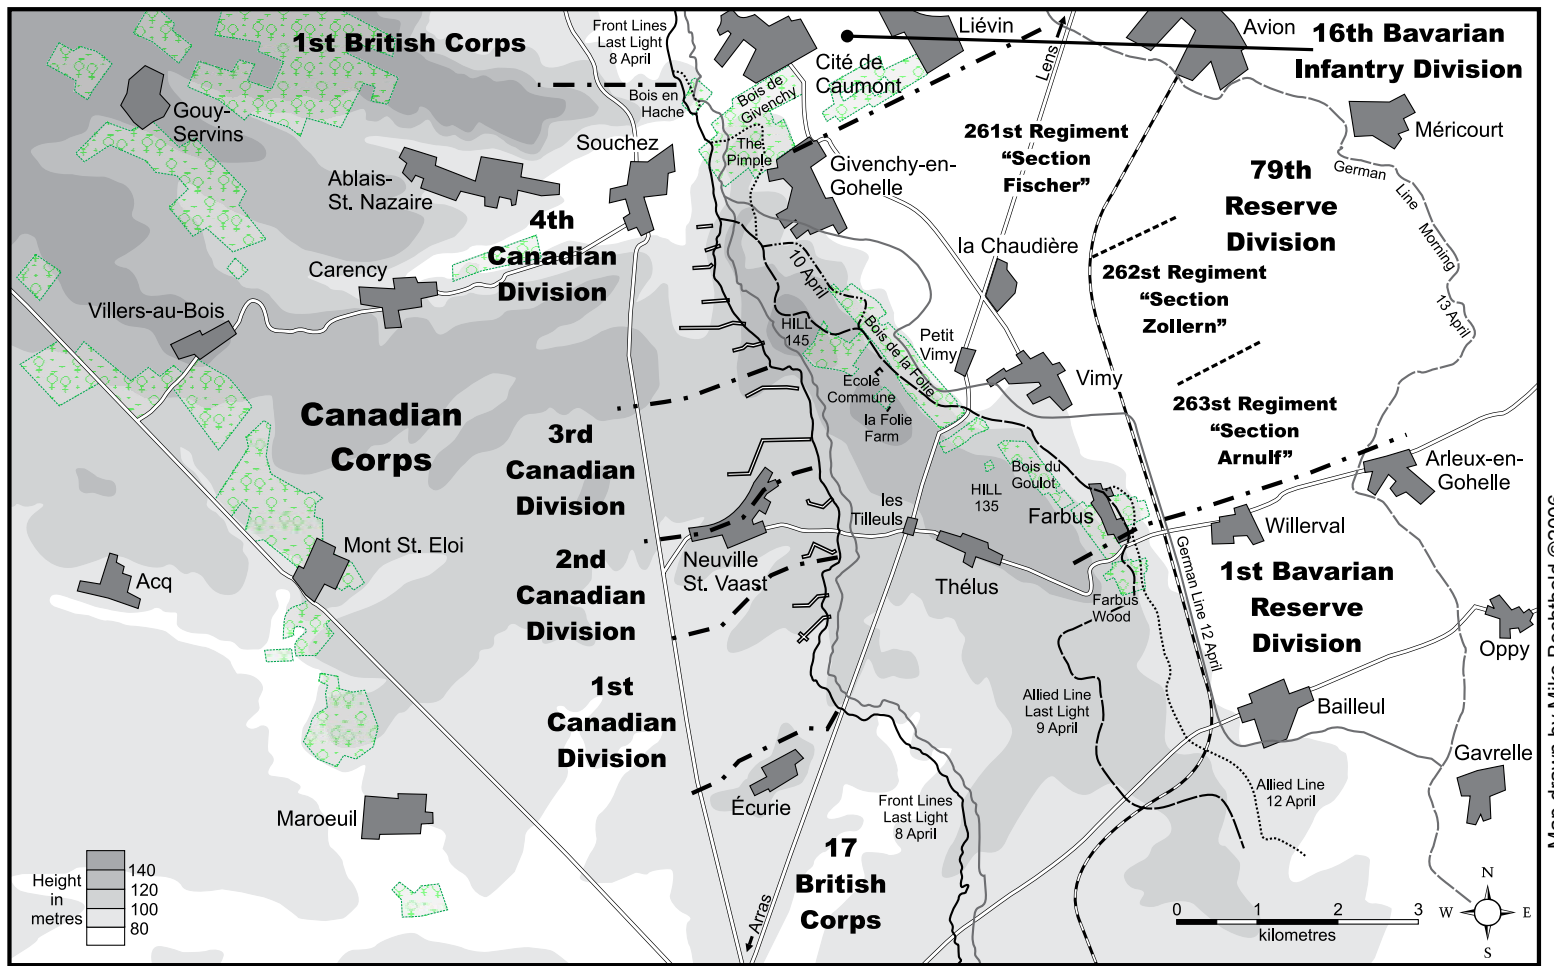 1st British Corps
Front Lines
Last Light
8 April
Liévin
Avion
16th Bavarian
Infantry Division
Cité de
Caumont
Lens
Gouy-
Servins
Bois en
Hache
Bois de
Givenchy
The
Pimple
Souchez
Givenchy-en-
Gohelle
261st Regiment
“Section
Fischer”
Méricourt
German
Line
Morning
13 April
79th
Reserve
Division
Ablais-
St. Nazaire
4th
Canadian
Division
Carency
Villers-au-Bois
10 April
la Chaudière
262st Regiment
“Section
Zollern”
HILL
145
Bois de la Folie
Petit
Vimy
Vimy
Ecole
Commune
la Folie
Farm
263st Regiment
“Section
Arnulf”
Canadian
Corps
3rd
Canadian
Division
Bois du
Goulot
HILL
135
les
Tilleuls
Farbus
Arleux-en-
Gohelle
Willerval
Mont St. Eloi
Acq
2nd
Canadian
Division
Neuville
St. Vaast
Thélus
Farbus
Wood
German Line 12 April
1st Bavarian
Reserve
Division
Oppy
1st
Canadian
Division
Allied Line
Last Light
9 April
Bailleul
Gavrelle
Écurie
Maroeuil
Front Lines
Last Light
8 April
Allied Line
12 April
17
British
Corps
Arras
Height
in
metres
140
120
100
80
0 1 2 3
kilometres
N
W E
S
Map drawn by Mike Bechthold ©2006